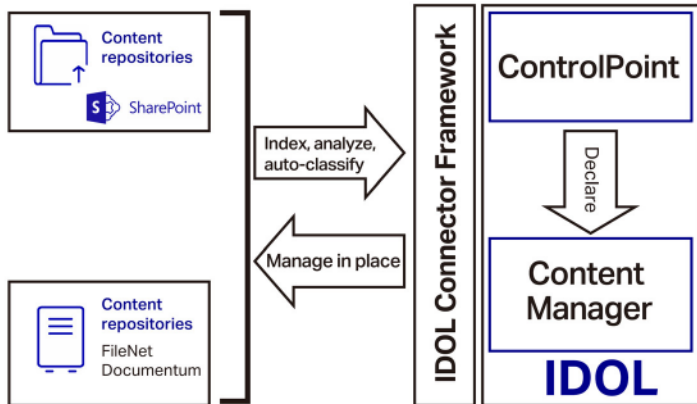 Content
repositories
S SharePoint
Content
repositories
FileNet
Documentum
Index, analyze,
auto-classify
Manage in place
IDOL Connector Framework
ControlPoint
Declare
Content
Manager
IDOL